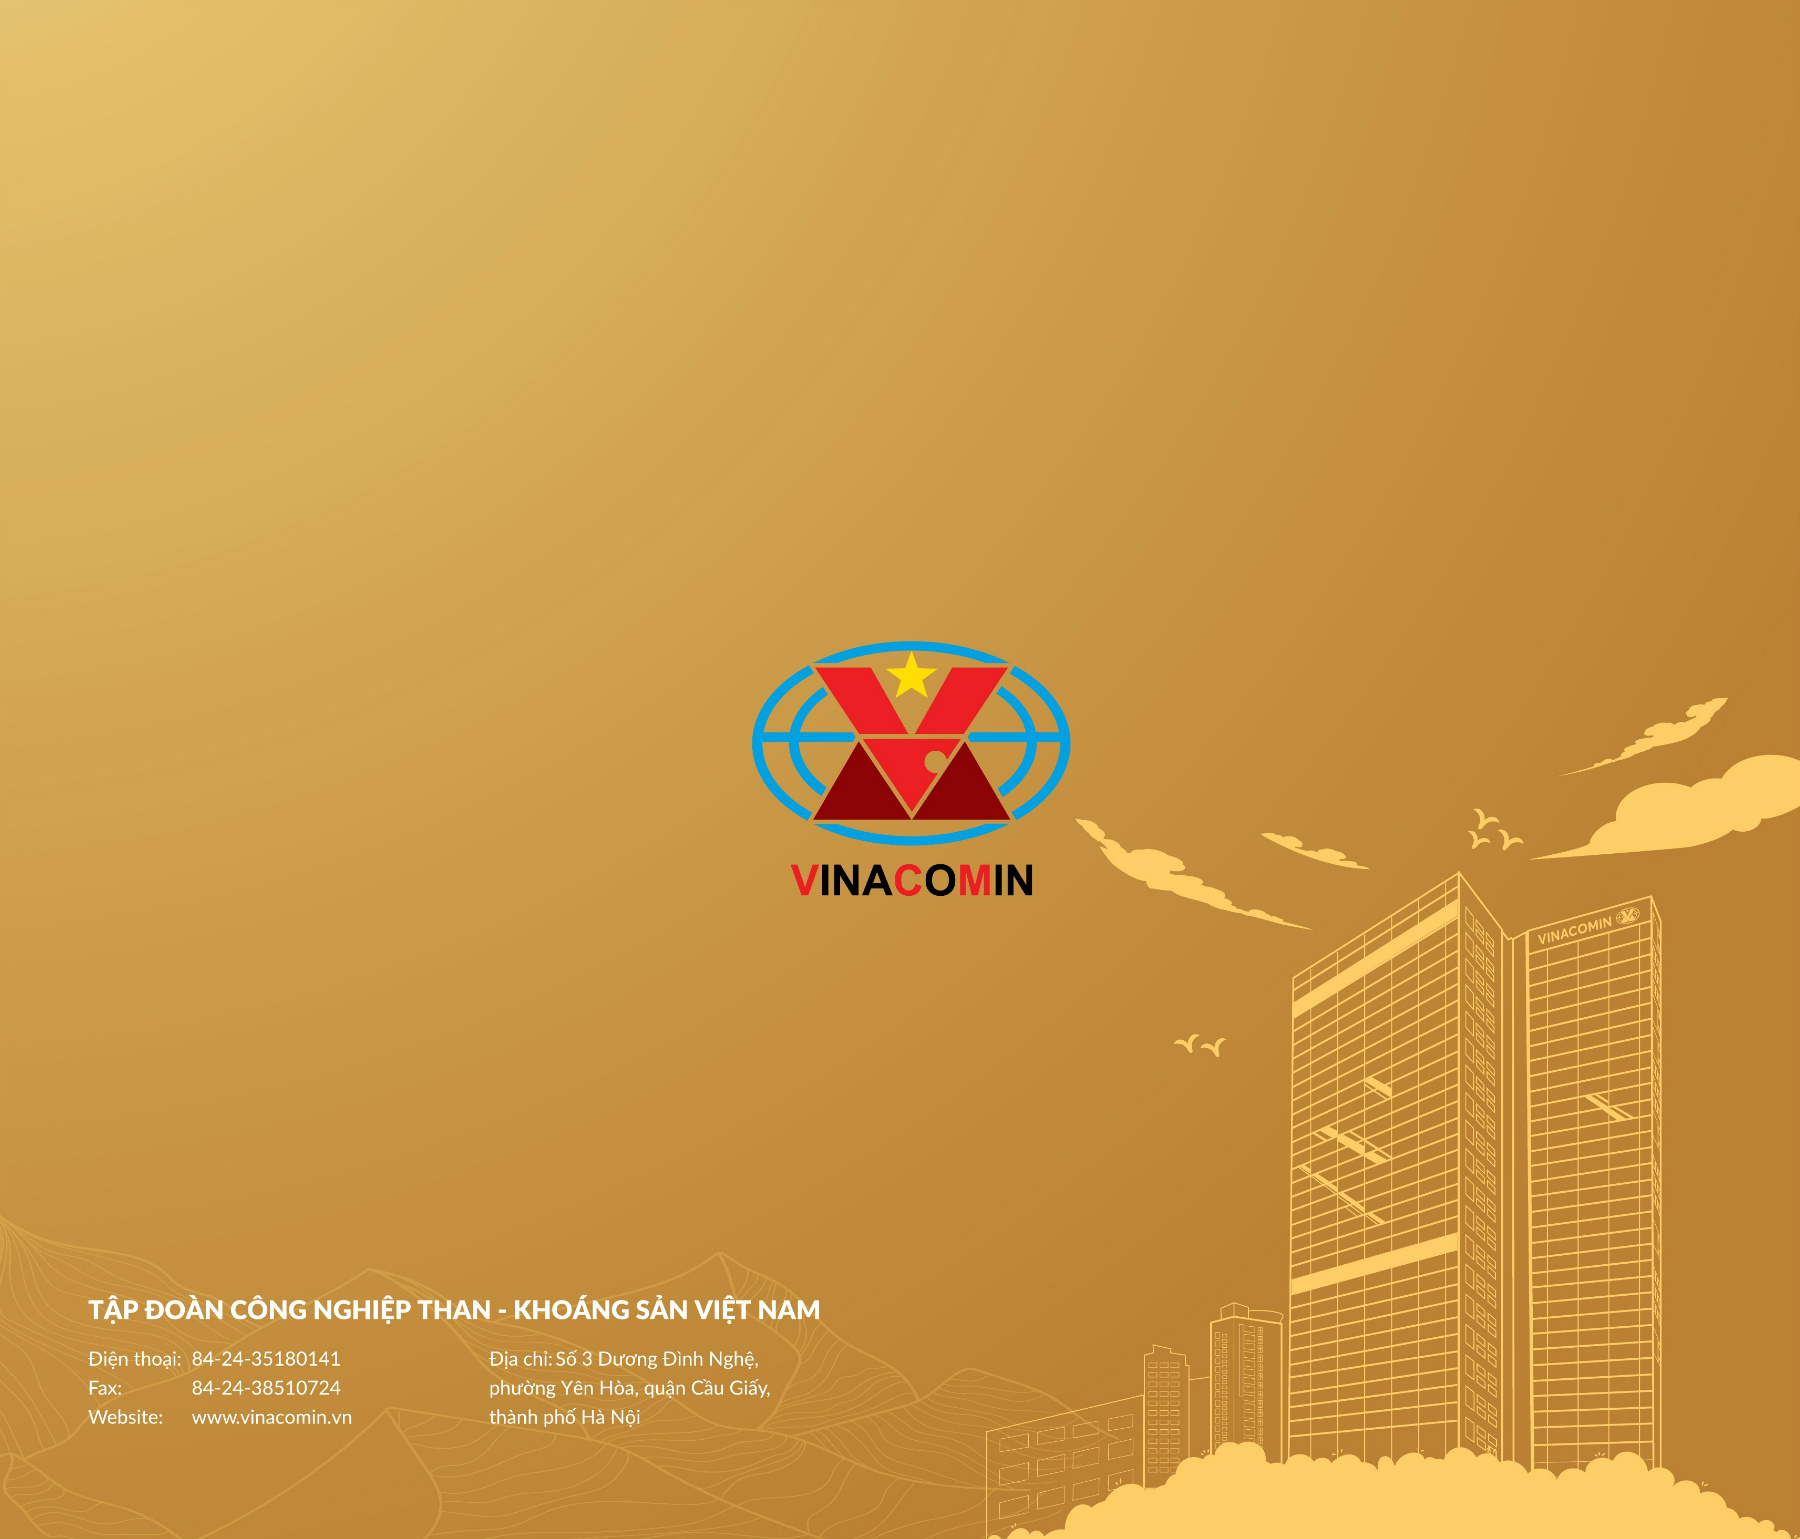 VINACOMIN
VINACOMIN
TẬP ĐOÀN CÔNG NGHIỆP THAN - KHOÁNG SẢN VIỆT NAM
Điện thoại: 84-24-35180141
Fax: 84-24-38510724
Website: www.vinacomin.vn
Địa chỉ: Số 3 Dương Đình Nghệ,
phường Yên Hòa, quận Cầu Giấy,
thành phố Hà Nội